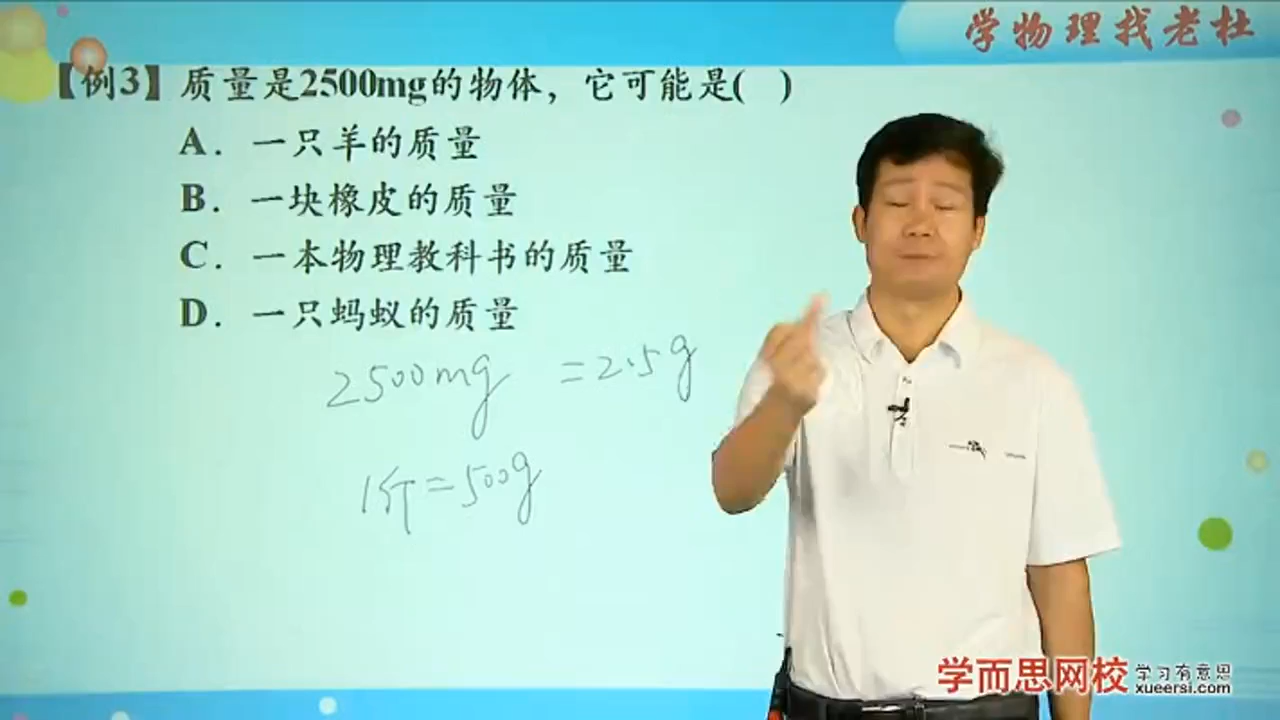 学物理找老杜
【例3】质量是2500mg的物体，它可能是(  )
A．一只羊的质量
B．一块橡皮的质量
C．一本物理教科书的质量
D．一只蚂蚁的质量
2500mg =2.5g
1斤=500g
学而思网校 学习有意思
xueersi.com